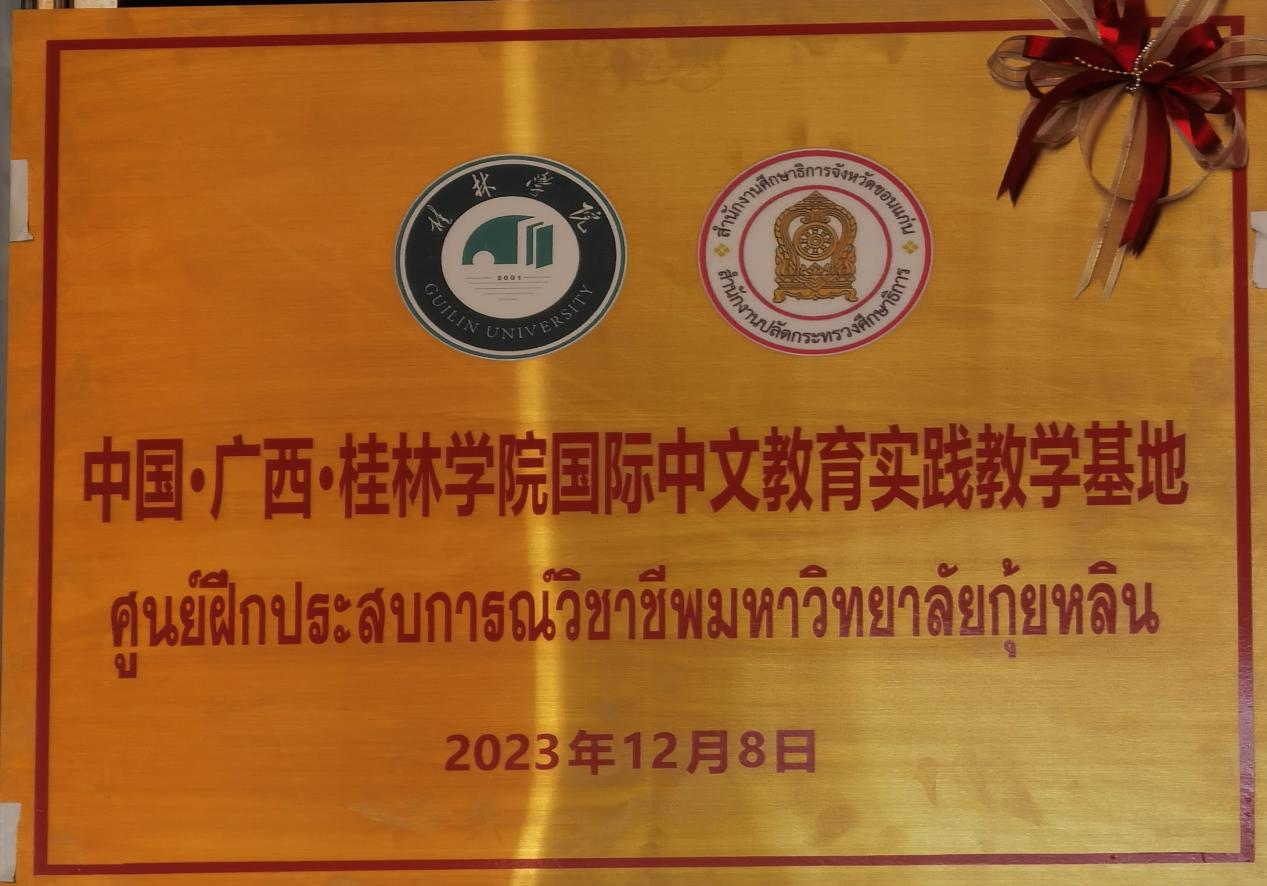 桂林学院
2001
GUILIN UNIVERSITY
สำนักงานศึกษาธิการจังหวัดขอนแก่น
สำนักงานปลัดกระทรวงศึกษาธิการ
中国·广西·桂林学院国际中文教育实践教学基地
ศูนย์ฝึกประสบการณ์วิชาชีพมหาวิทยาลัยกุ้ยหลิน
2023年12月8日